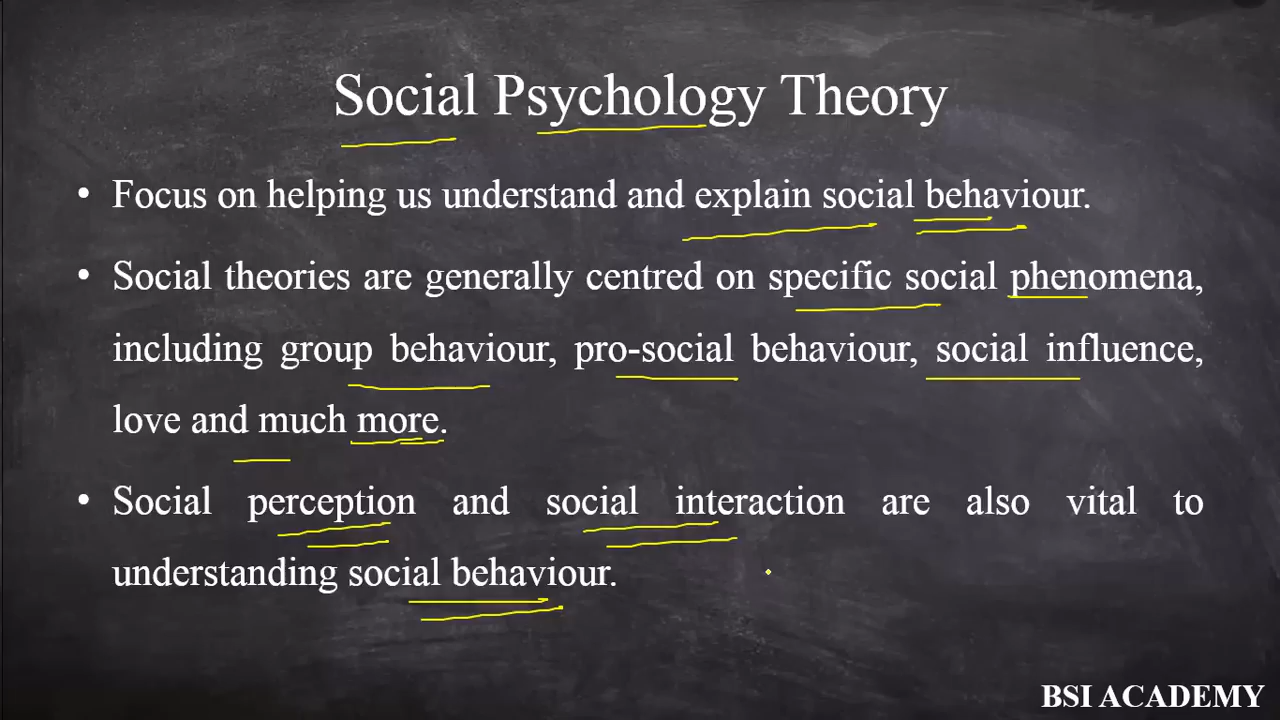 Social Psychology Theory
• Focus on helping us understand and explain social behaviour.
• Social theories are generally centred on specific social phenomena,
including group behaviour, pro-social behaviour, social influence,
love and much more.
• Social perception and social interaction are also vital to
understanding social behaviour.
BSI ACADEMY